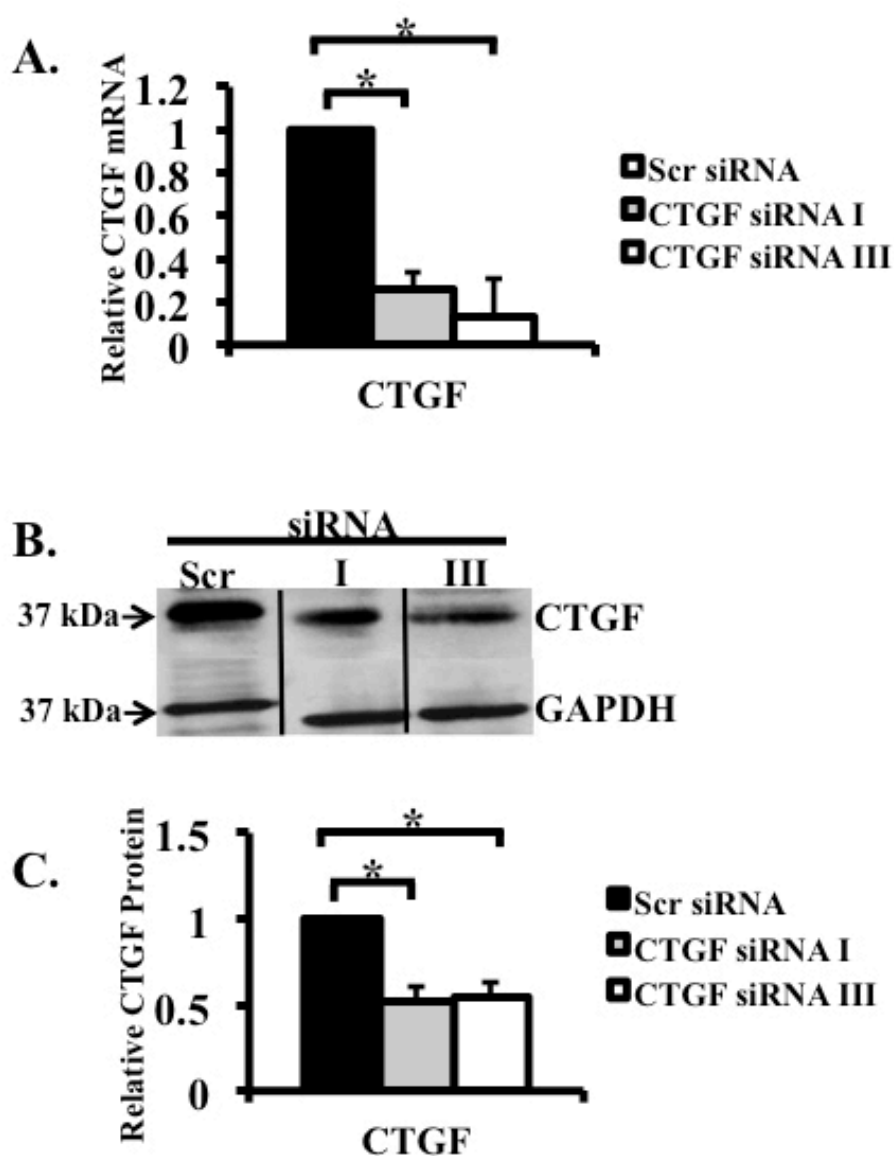 A.
Relative CTGF mRNA
*
*
1.2
1
0.8
0.6
0.4
0.2
0
CTGF
Scr siRNA
CTGF siRNA I
CTGF siRNA III
B.
siRNA
Scr I III
37 kDa CTGF
37 kDa GAPDH
C.
Relative CTGF Protein
*
*
1.5
1
0.5
0
CTGF
Scr siRNA
CTGF siRNA I
CTGF siRNA III